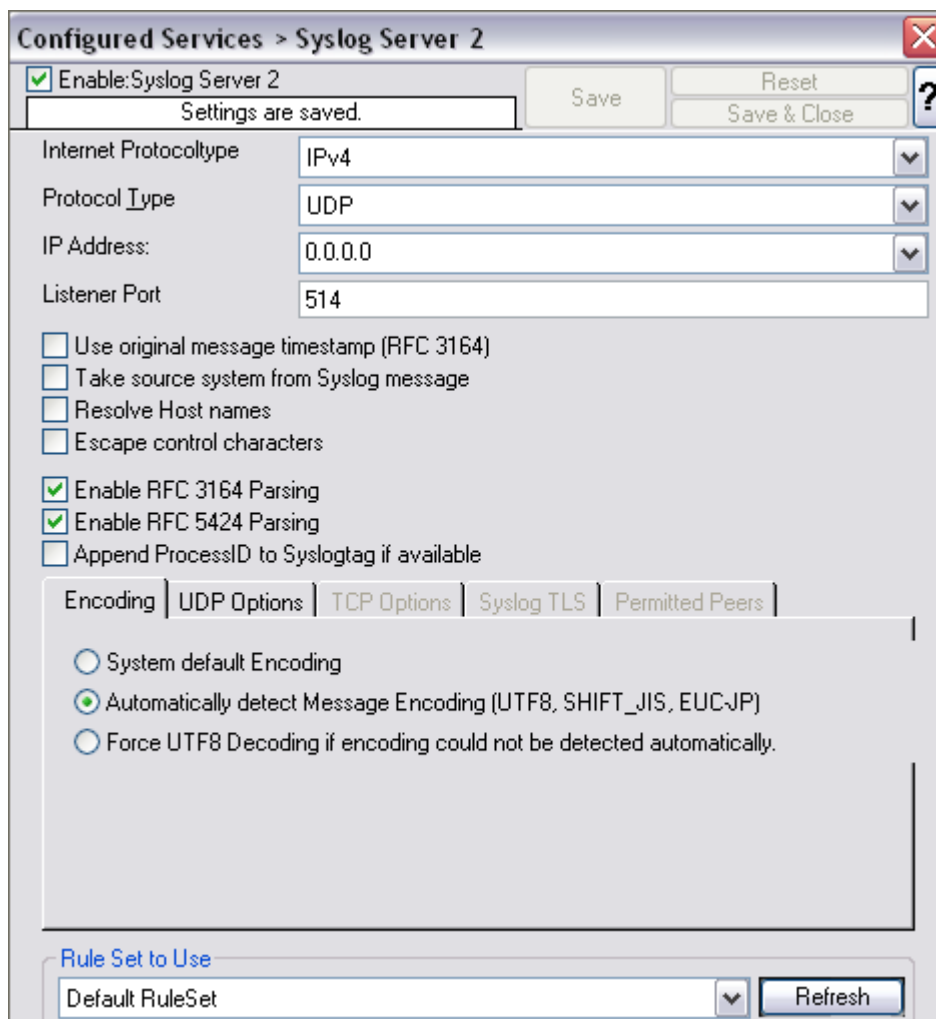 Configured Services > Syslog Server 2
Enable:Syslog Server 2
Settings are saved.
Save
Reset
Save & Close
?
Internet Protocoltype
IPv4
Protocol Type
UDP
IP Address:
0.0.0.0
Listener Port
514
Use original message timestamp (RFC 3164)
Take source system from Syslog message
Resolve Host names
Escape control characters
Enable RFC 3164 Parsing
Enable RFC 5424 Parsing
Append ProcessID to Syslogtag if available
Encoding UDP Options TCP Options Syslog TLS Permitted Peers
System default Encoding
Automatically detect Message Encoding (UTF8, SHIFT_JIS, EUC-JP)
Force UTF8 Decoding if encoding could not be detected automatically.
Rule Set to Use
Default RuleSet
Refresh